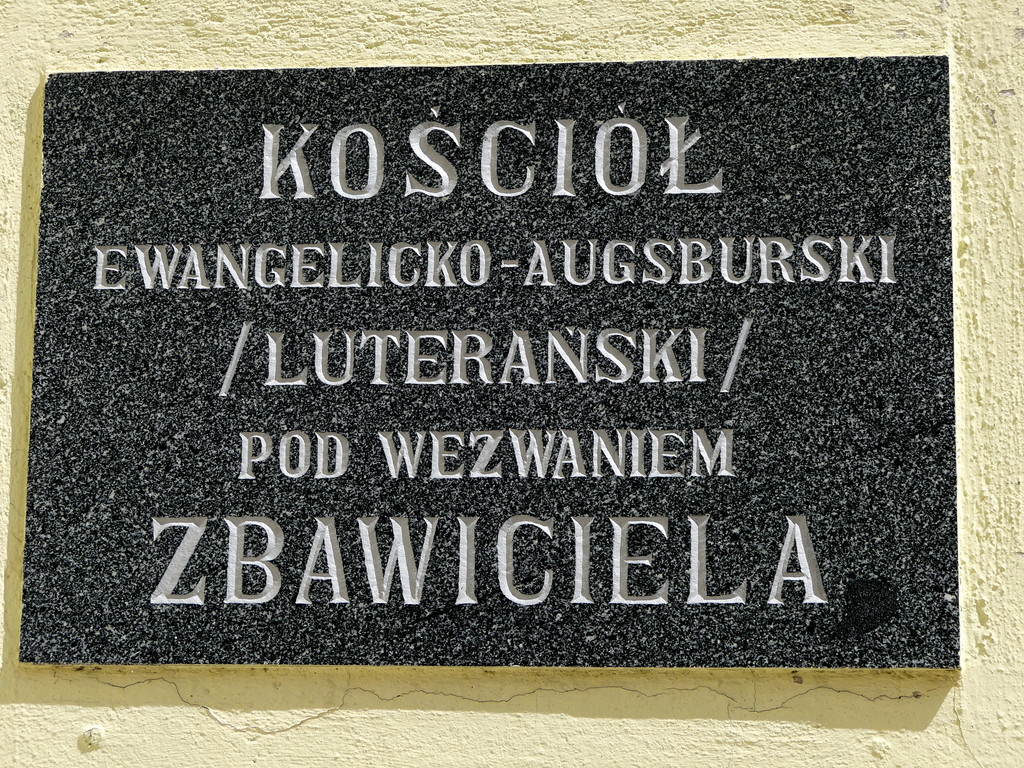 KOŚCIÓŁ
EWANGELICKO-AUGSBURSKI
/LUTERAŃSKI/
POD WEZWANIEM
ZBAWICIELA